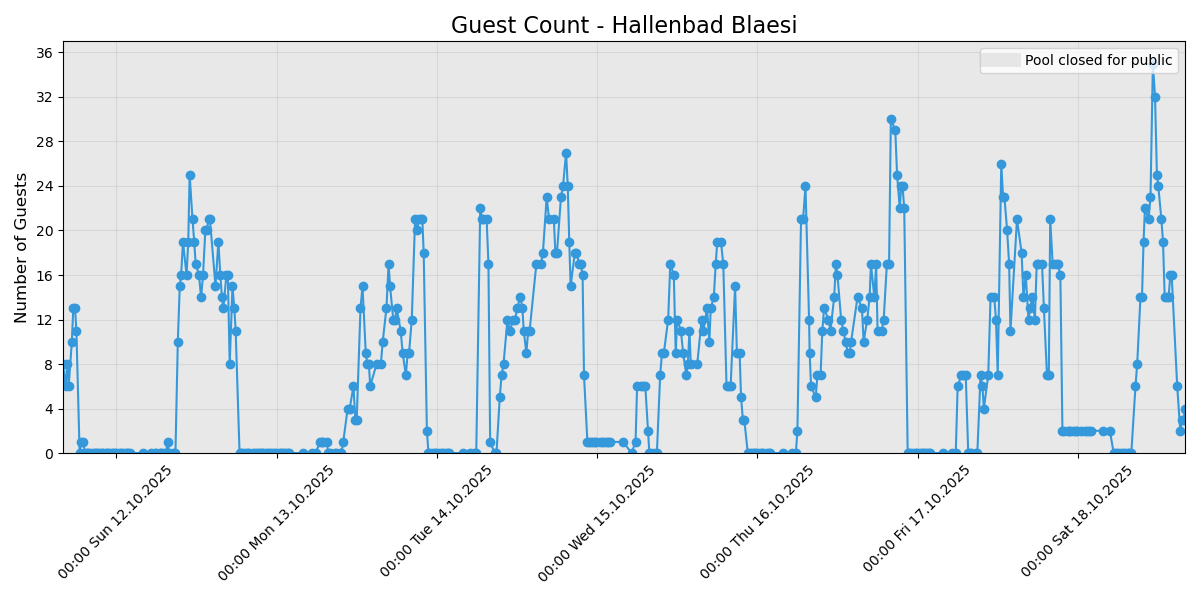 Guest Count - Hallenbad Blaesi
Pool closed for public
Number of Guests
36
32
28
24
20
16
12
8
4
0
00:00 Sun 12.10.2025
00:00 Mon 13.10.2025
00:00 Tue 14.10.2025
00:00 Wed 15.10.2025
00:00 Thu 16.10.2025
00:00 Fri 17.10.2025
00:00 Sat 18.10.2025